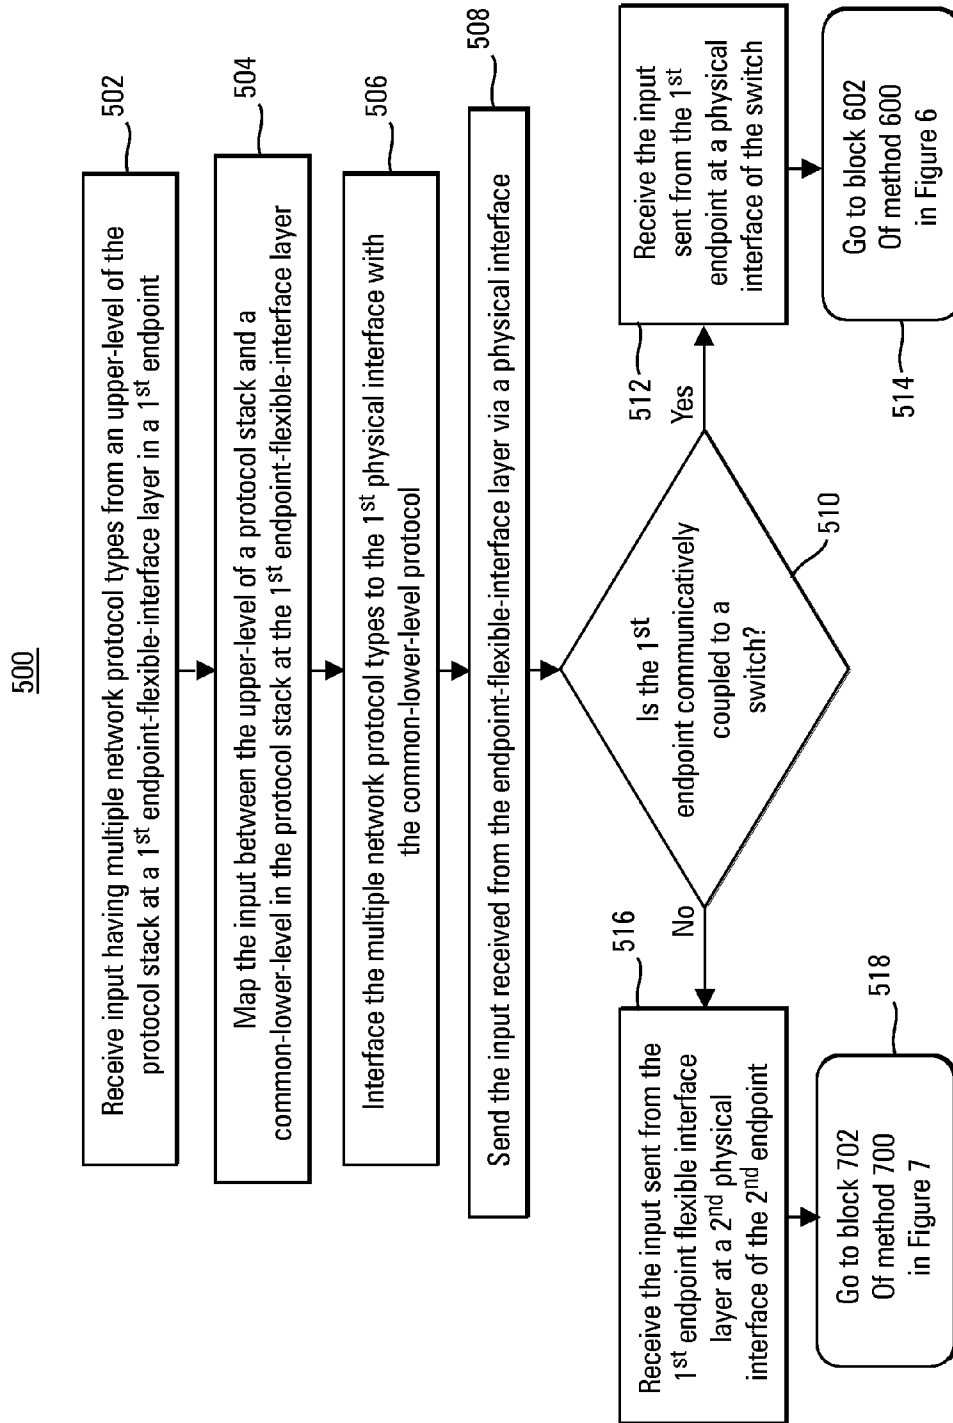 500
Receive input having multiple network protocol types from an upper-level of the
protocol stack at a 1st endpoint-flexible-interface layer in a 1st endpoint
502
Map the input between the upper-level of a protocol stack and a
common-lower-level in the protocol stack at the 1st endpoint-flexible-interface layer
504
Interface the multiple network protocol types to the 1st physical interface with
the common-lower-level protocol
506
Send the input received from the endpoint-flexible-interface layer via a physical interface
508
Is the 1st
endpoint communicatively
coupled to a
switch?
510
No
Yes
516
Receive the input sent from the
1st endpoint flexible interface
layer at a 2nd physical
interface of the 2nd endpoint
518
Go to block 702
Of method 700
in Figure 7
512
Receive the input
sent from the 1st
endpoint at a physical
interface of the switch
Go to block 602
Of method 600
in Figure 6
514